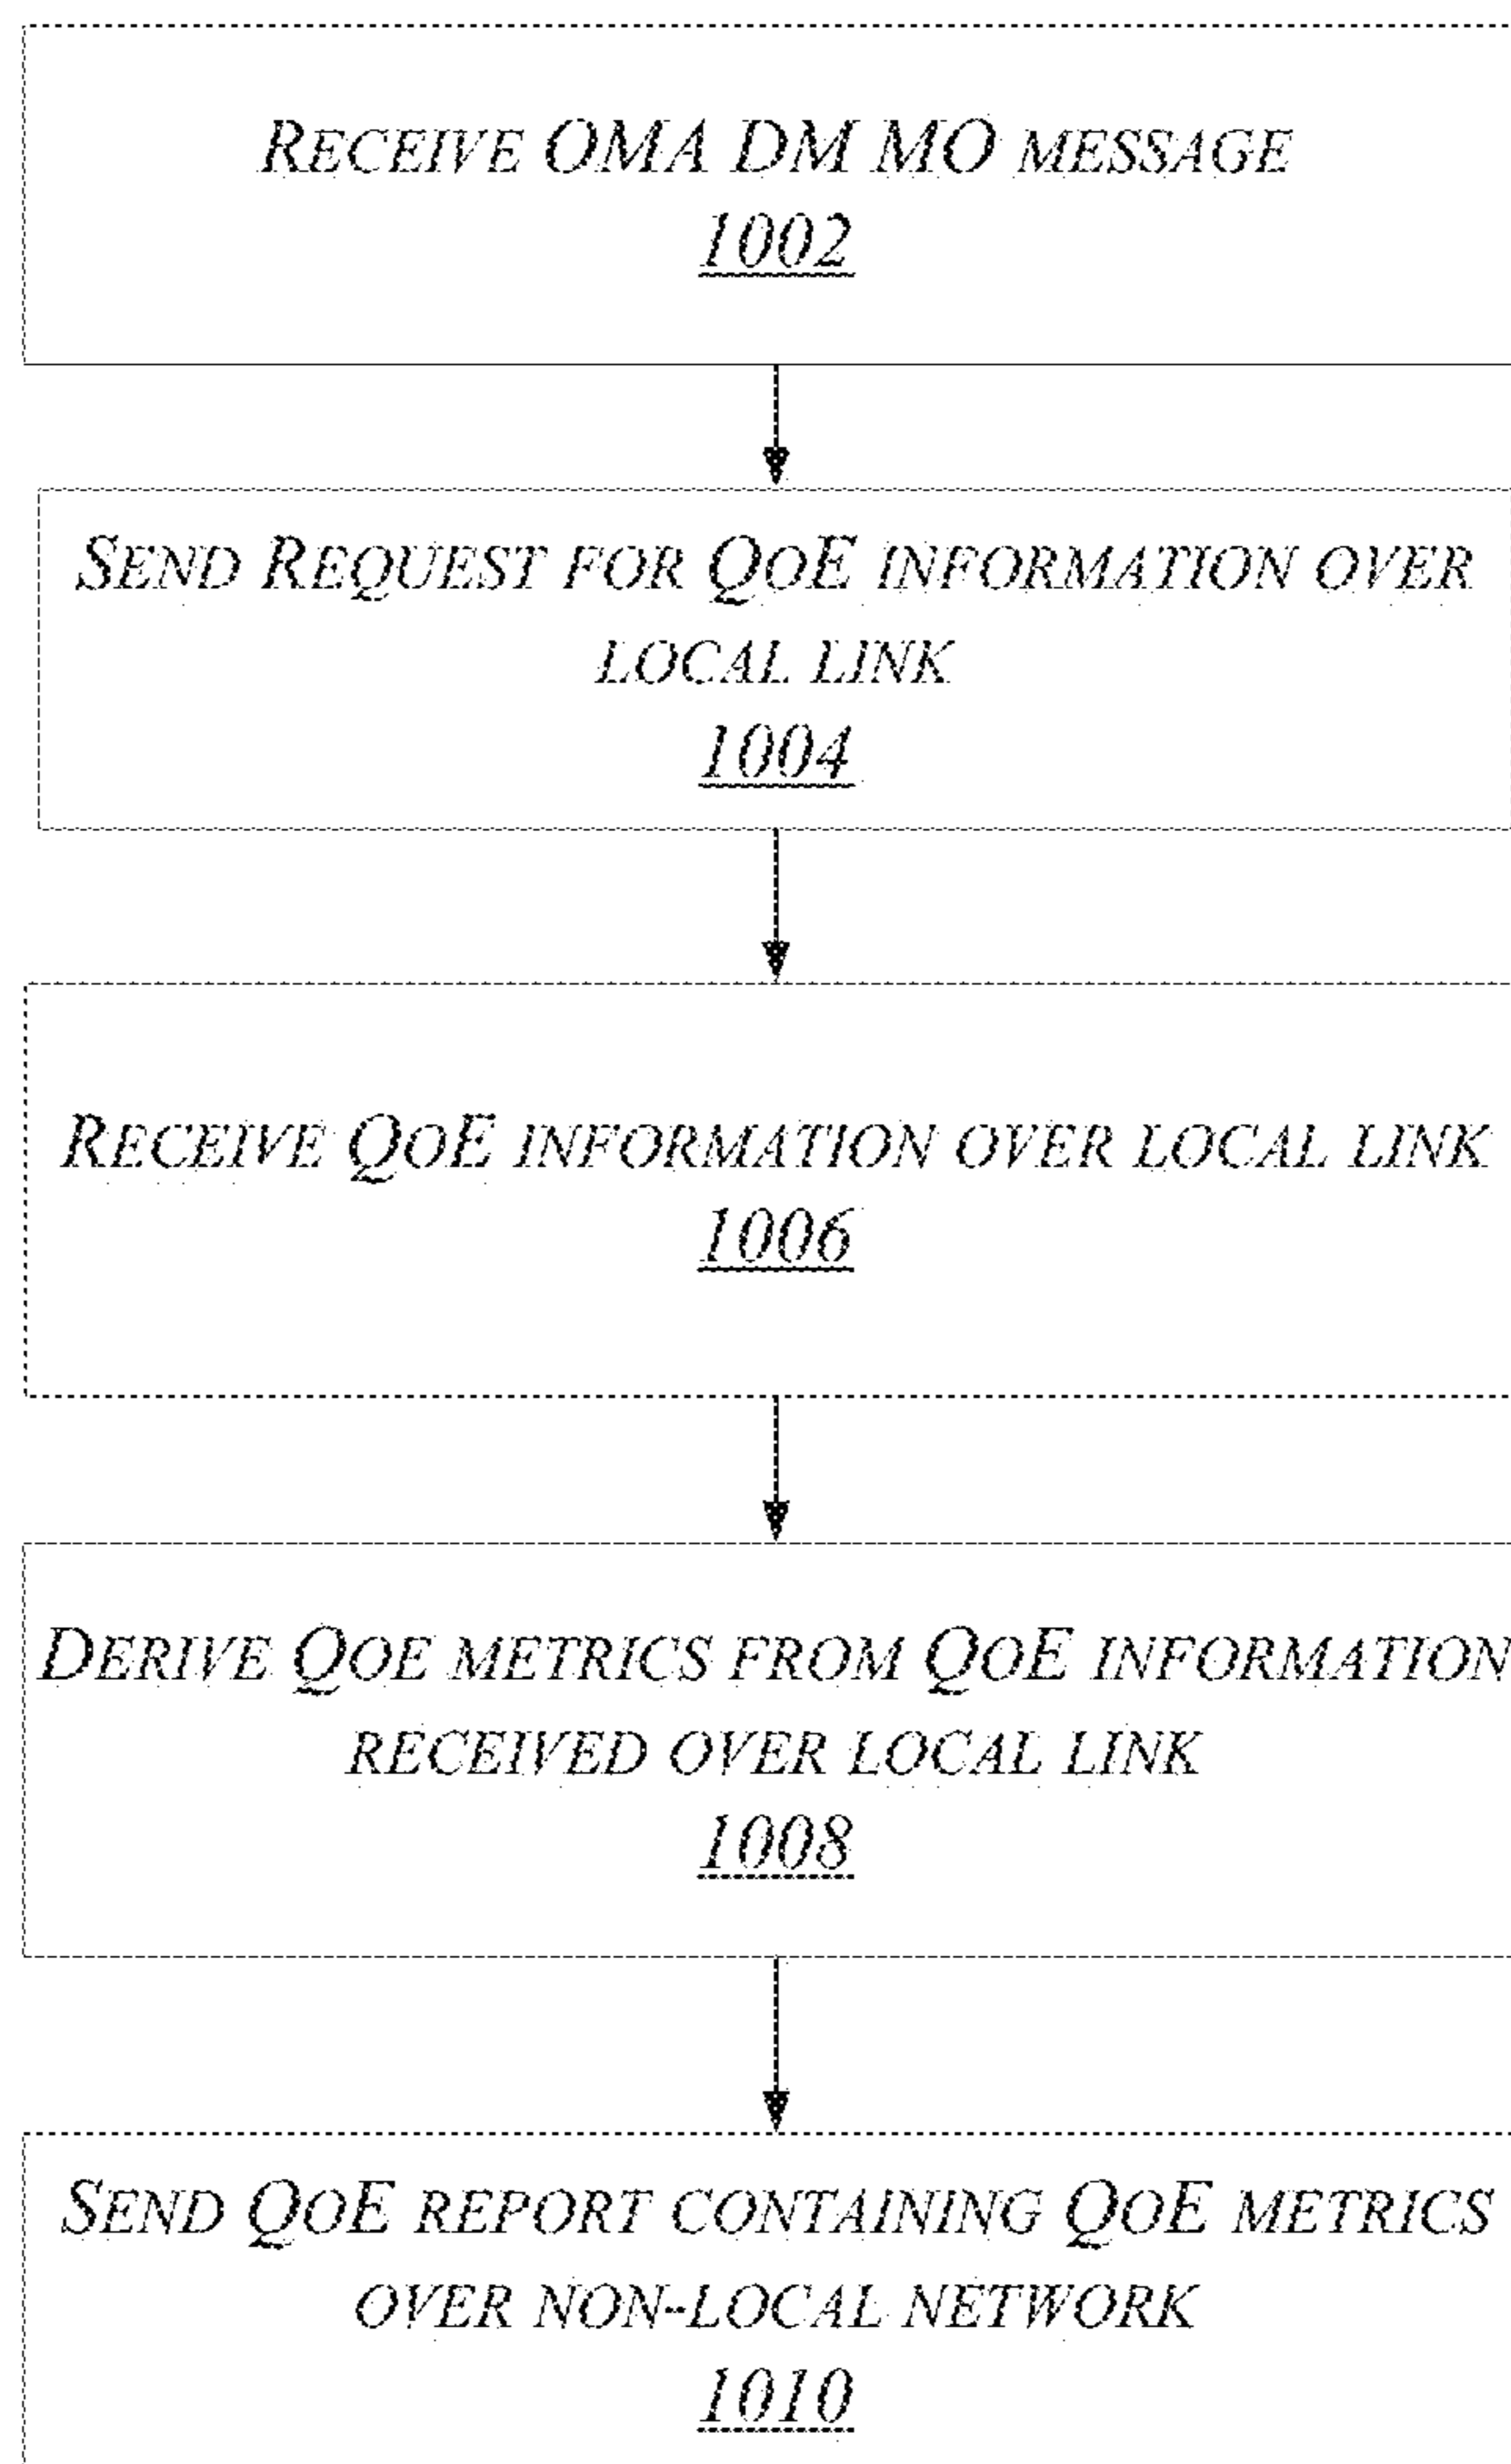 RECEIVE OMA DM MO MESSAGE
1002
SEND REQUEST FOR QOE INFORMATION OVER
LOCAL LINK
1004
RECEIVE QOE INFORMATION OVER LOCAL LINK
1006
DERIVE QOE METRICS FROM QOE INFORMATION
RECEIVED OVER LOCAL LINK
1008
SEND QOE REPORT CONTAINING QOE METRICS
OVER NON-LOCAL NETWORK
1010